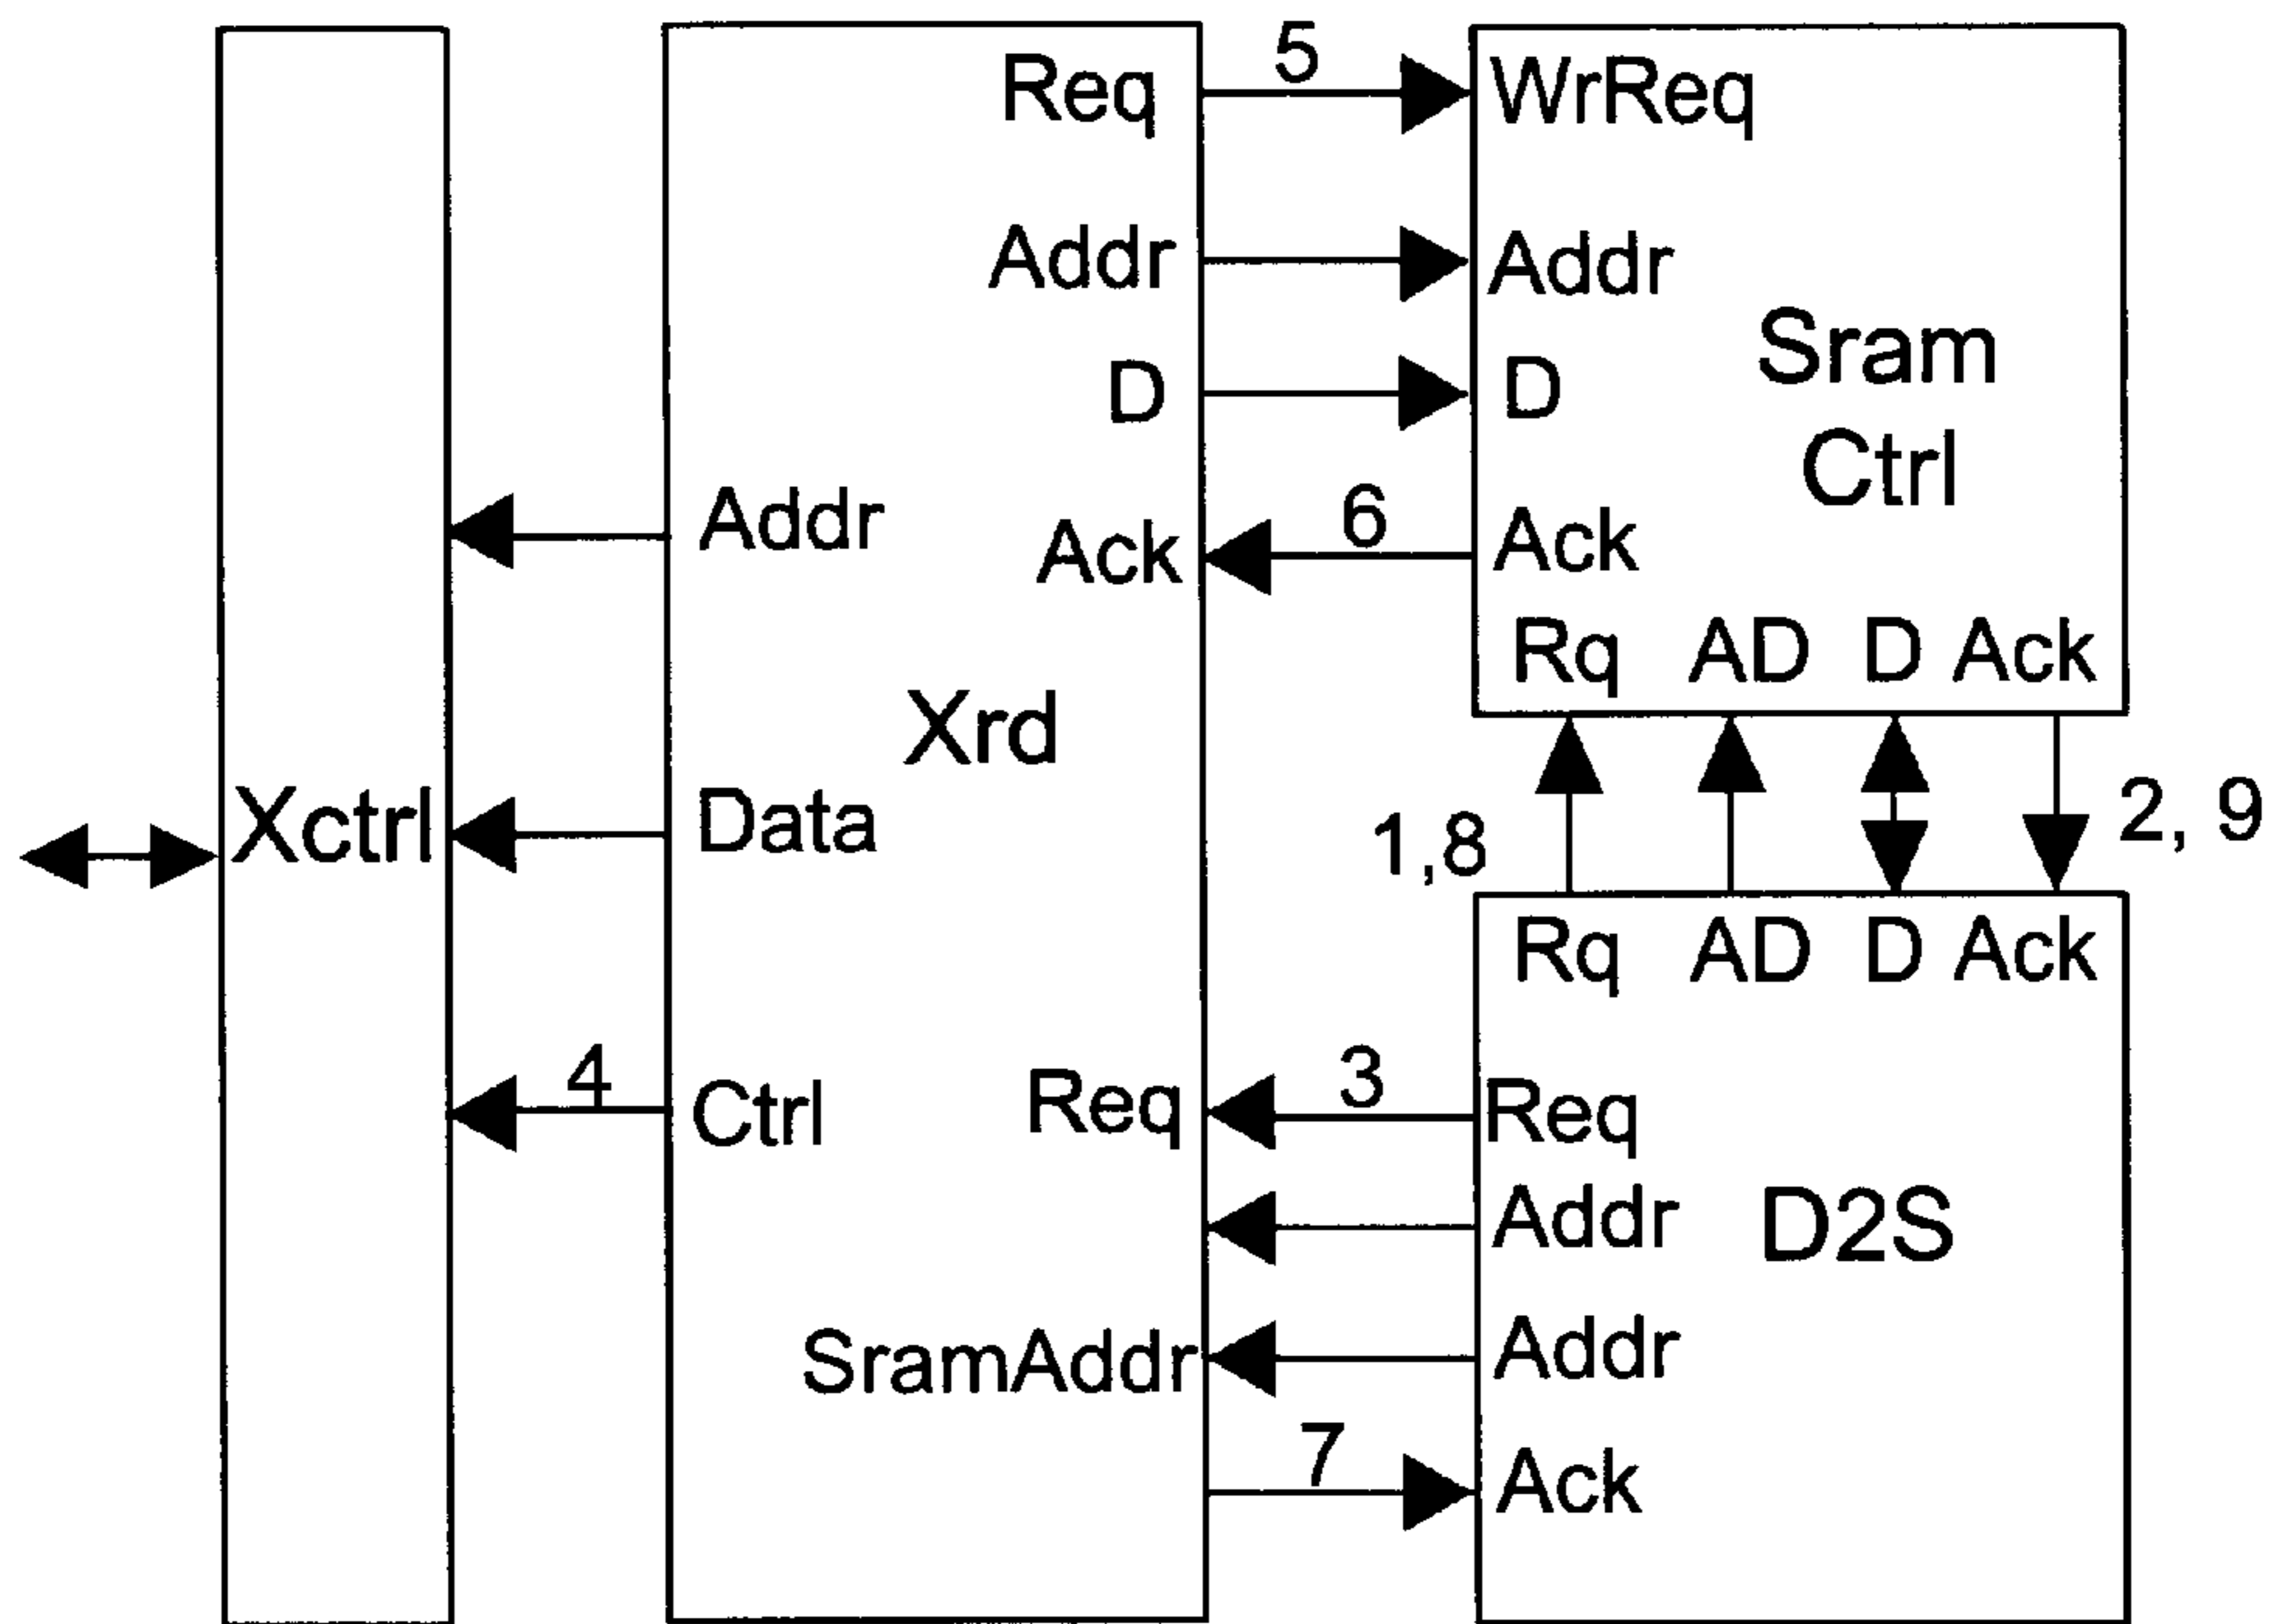 5
Req WrReq
Addr Addr
D D
Sram
Ctrl
Addr
6
Ack Ack
Rq AD D Ack
Xrd
Xctrl
Data
1,8
2, 9
Rq AD D Ack
4
Ctrl
3
Req Req
Addr
D2S
SramAddr Addr
7
Ack